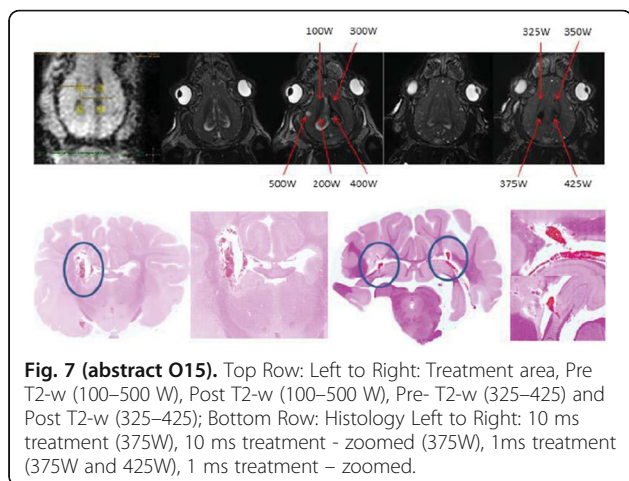 100W 300W
325W 350W
500W 200W 400W
375W 425W
Fig. 7 (abstract O15). Top Row: Left to Right: Treatment area, Pre
T2-w (100–500 W), Post T2-w (100–500 W), Pre- T2-w (325–425) and
Post T2-w (325–425); Bottom Row: Histology Left to Right: 10 ms
treatment (375W), 10 ms treatment - zoomed (375W), 1ms treatment
(375W and 425W), 1 ms treatment – zoomed.